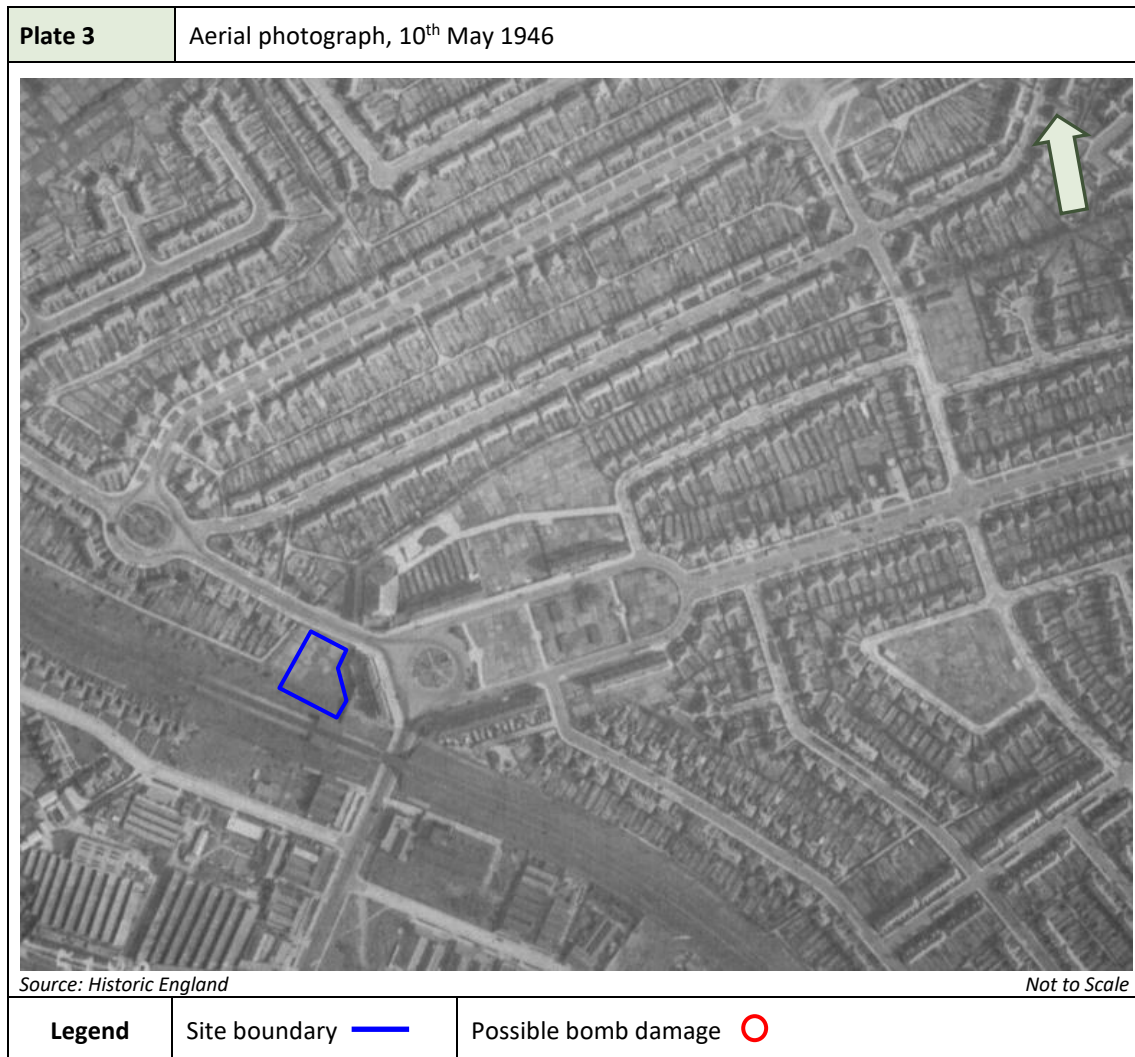 Plate 3
Aerial photograph, 10th May 1946
Source: Historic England
Not to Scale
Legend
Site boundary
Possible bomb damage